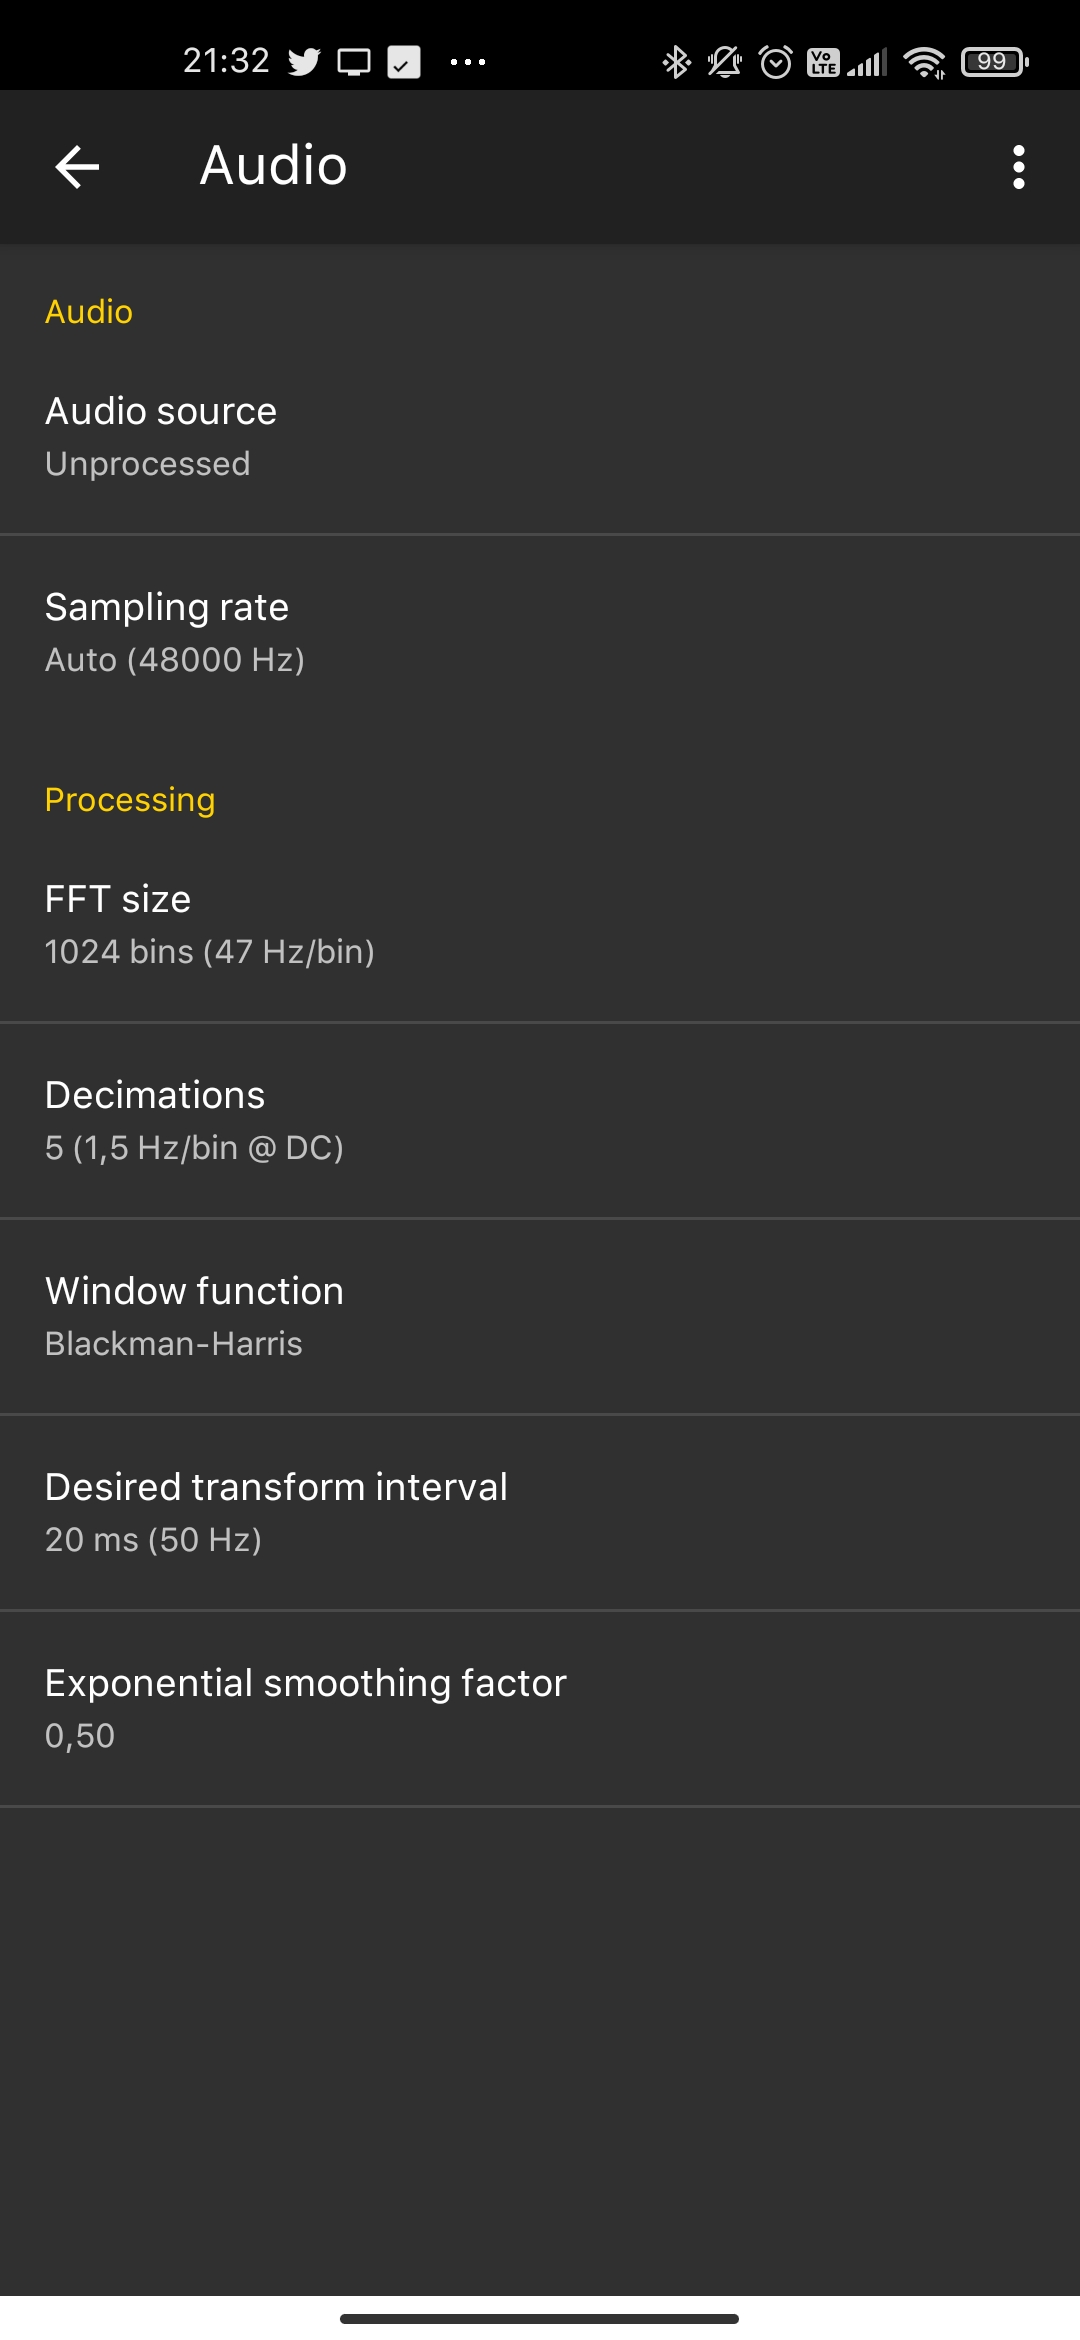 21:32
Vo LTE
99
Audio
Audio
Audio source
Unprocessed
Sampling rate
Auto (48000 Hz)
Processing
FFT size
1024 bins (47 Hz/bin)
Decimations
5 (1,5 Hz/bin @ DC)
Window function
Blackman-Harris
Desired transform interval
20 ms (50 Hz)
Exponential smoothing factor
0,50